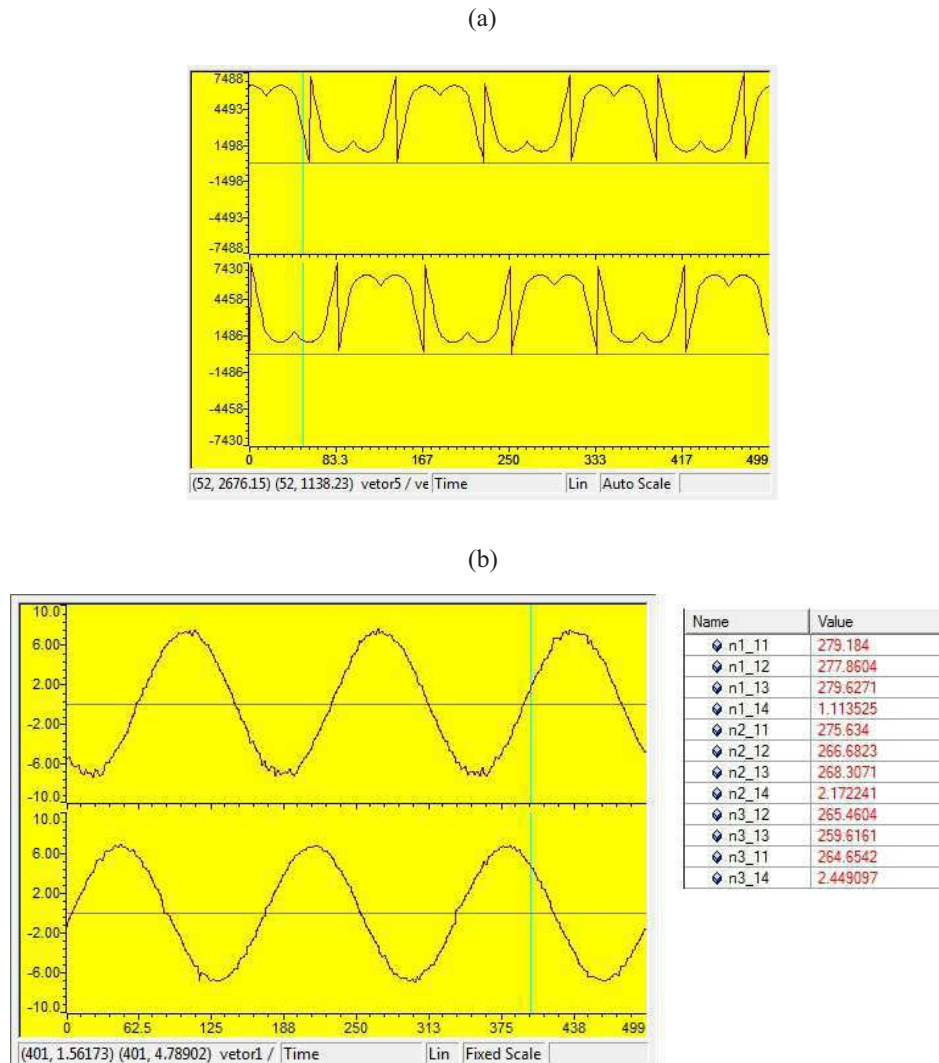 (a)
7488
4493
1498
-1498
-4493
-7488
7430
4458
1486
-1486
-4458
-7430
0 83.3 167 250 333 417 499
(52, 2676.15) (52, 1138.23) vetor5 / ve Time Lin Auto Scale
(b)
10.0
6.00
2.00
-2.00
-6.00
-10.0
10.0
6.00
2.00
-2.00
-6.00
-10.0
0 62.5 125 188 250 313 375 438 499
(401, 1.56173) (401, 4.78902) vetor1 / Time Lin Fixed Scale
Name Value
n1_11 279.184
n1_12 277.8604
n1_13 279.6271
n1_14 1.113525
n2_11 275.634
n2_12 266.6823
n2_13 268.3071
n2_14 2.172241
n3_12 265.4604
n3_13 259.6161
n3_11 264.6542
n3_14 2.449097